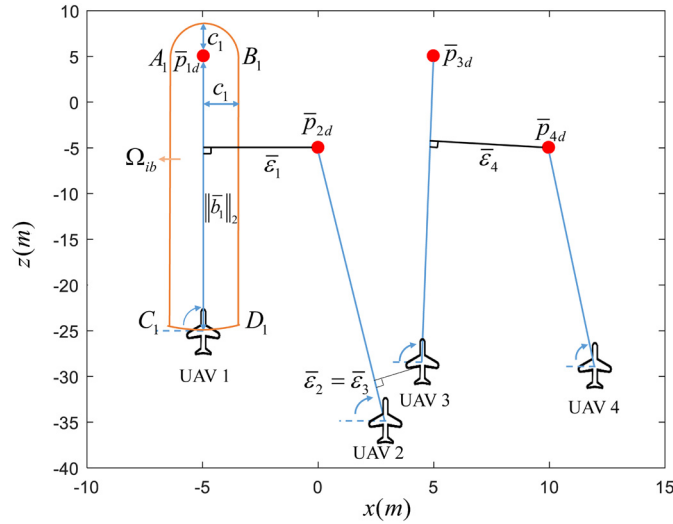 10
5
0
-5
-10
-15
-20
-25
-30
-35
-40
-10
-5
0
5
10
15
z(m)
x(m)
c₁
A₁
p̄₁d
B₁
p̄₃d
c₁
p̄₂d
p̄₄d
Ω_ib
ε̄₁
ε̄₄
‖b̄₁‖₂
C₁
D₁
UAV 1
ε̄₂ = ε̄₃
UAV 3
UAV 4
UAV 2